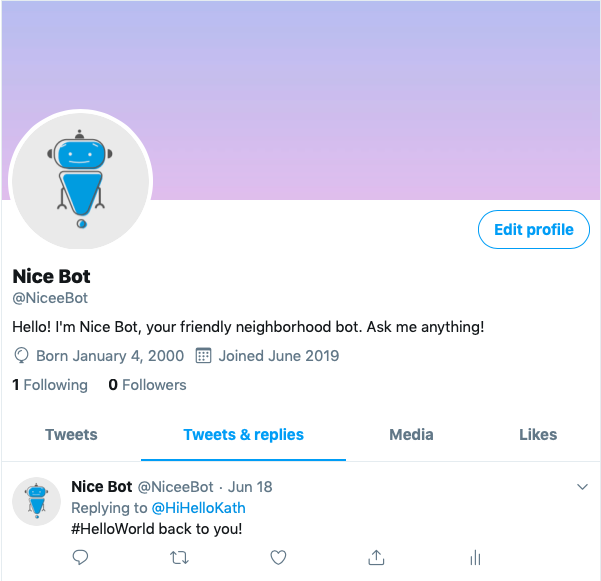 Edit profile
Nice Bot
@NiceeBot
Hello! I'm Nice Bot, your friendly neighborhood bot. Ask me anything!
Born January 4, 2000 Joined June 2019
1 Following 0 Followers
Tweets Tweets & replies Media Likes
Nice Bot @NiceeBot · Jun 18
Replying to @HiHelloKath
#HelloWorld back to you!